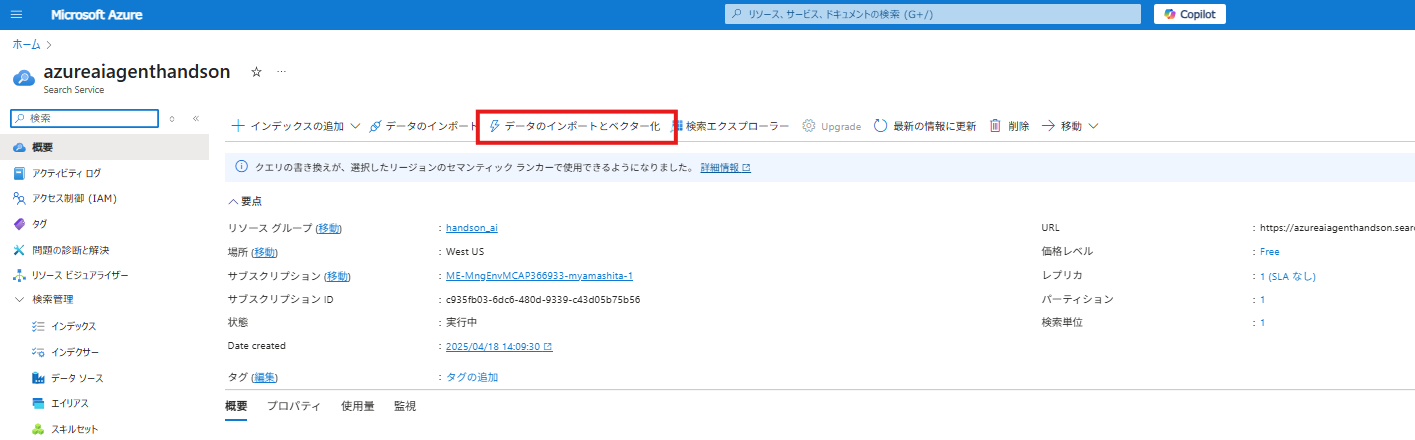 Microsoft Azure
リソース、サービス、ドキュメントの検索 (G+/)
Copilot
ホーム
azureaiagenthandson
Search Service
検索
インデックスの追加
データのインポート
データのインポートとベクター化
検索エクスプローラー
Upgrade
最新の情報に更新
削除
移動
概要
アクティビティ ログ
アクセス制御 (IAM)
タグ
問題の診断と解決
リソース ビジュアライザー
検索管理
インデックス
インデクサー
データ ソース
エイリアス
スキルセット
クエリの書き換えが、選択したリージョンのセマンティック ランカーで使用できるようになりました。 詳細情報
要点
リソース グループ (移動) : handson_ai
場所 (移動) : West US
サブスクリプション (移動) : ME-MngEnvMCAP366933-myamashita-1
サブスクリプション ID : c935fb03-6dc6-480d-9339-c43d05b75b56
状態 : 実行中
Date created : 2025/04/18 14:09:30
タグ (編集) : タグの追加
URL : https://azureaiagenthandson.sear
価格レベル : Free
レプリカ : 1 (SLA なし)
パーティション : 1
検索単位 : 1
概要 プロパティ 使用量 監視